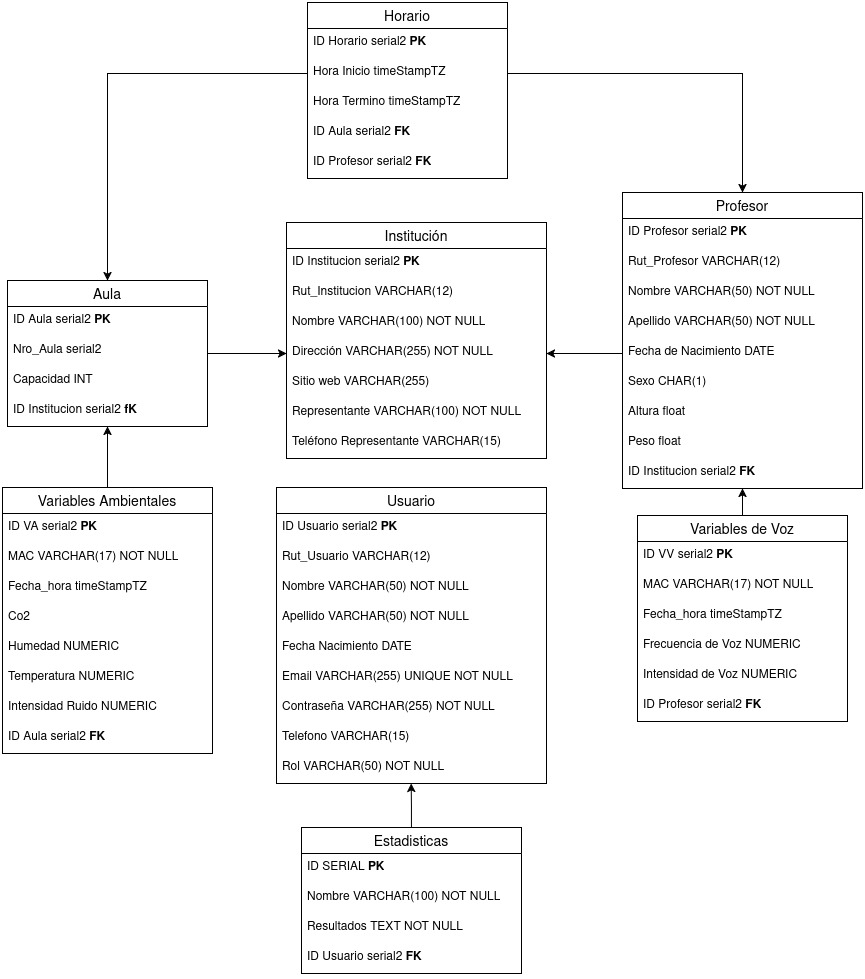 Horario
ID Horario serial2 PK
Hora Inicio timeStampTZ
Hora Termino timeStampTZ
ID Aula serial2 FK
ID Profesor serial2 FK
Profesor
ID Profesor serial2 PK
Rut_Profesor VARCHAR(12)
Nombre VARCHAR(50) NOT NULL
Apellido VARCHAR(50) NOT NULL
Fecha de Nacimiento DATE
Sexo CHAR(1)
Altura float
Peso float
ID Institucion serial2 FK
Institución
ID Institucion serial2 PK
Rut_Institucion VARCHAR(12)
Nombre VARCHAR(100) NOT NULL
Dirección VARCHAR(255) NOT NULL
Sitio web VARCHAR(255)
Representante VARCHAR(100) NOT NULL
Teléfono Representante VARCHAR(15)
Aula
ID Aula serial2 PK
Nro_Aula serial2
Capacidad INT
ID Institucion serial2 fK
Variables Ambientales
ID VA serial2 PK
MAC VARCHAR(17) NOT NULL
Fecha_hora timeStampTZ
Co2
Humedad NUMERIC
Temperatura NUMERIC
Intensidad Ruido NUMERIC
ID Aula serial2 FK
Usuario
ID Usuario serial2 PK
Rut_Usuario VARCHAR(12)
Nombre VARCHAR(50) NOT NULL
Apellido VARCHAR(50) NOT NULL
Fecha Nacimiento DATE
Email VARCHAR(255) UNIQUE NOT NULL
Contraseña VARCHAR(255) NOT NULL
Telefono VARCHAR(15)
Rol VARCHAR(50) NOT NULL
Variables de Voz
ID VV serial2 PK
MAC VARCHAR(17) NOT NULL
Fecha_hora timeStampTZ
Frecuencia de Voz NUMERIC
Intensidad de Voz NUMERIC
ID Profesor serial2 FK
Estadisticas
ID SERIAL PK
Nombre VARCHAR(100) NOT NULL
Resultados TEXT NOT NULL
ID Usuario serial2 FK